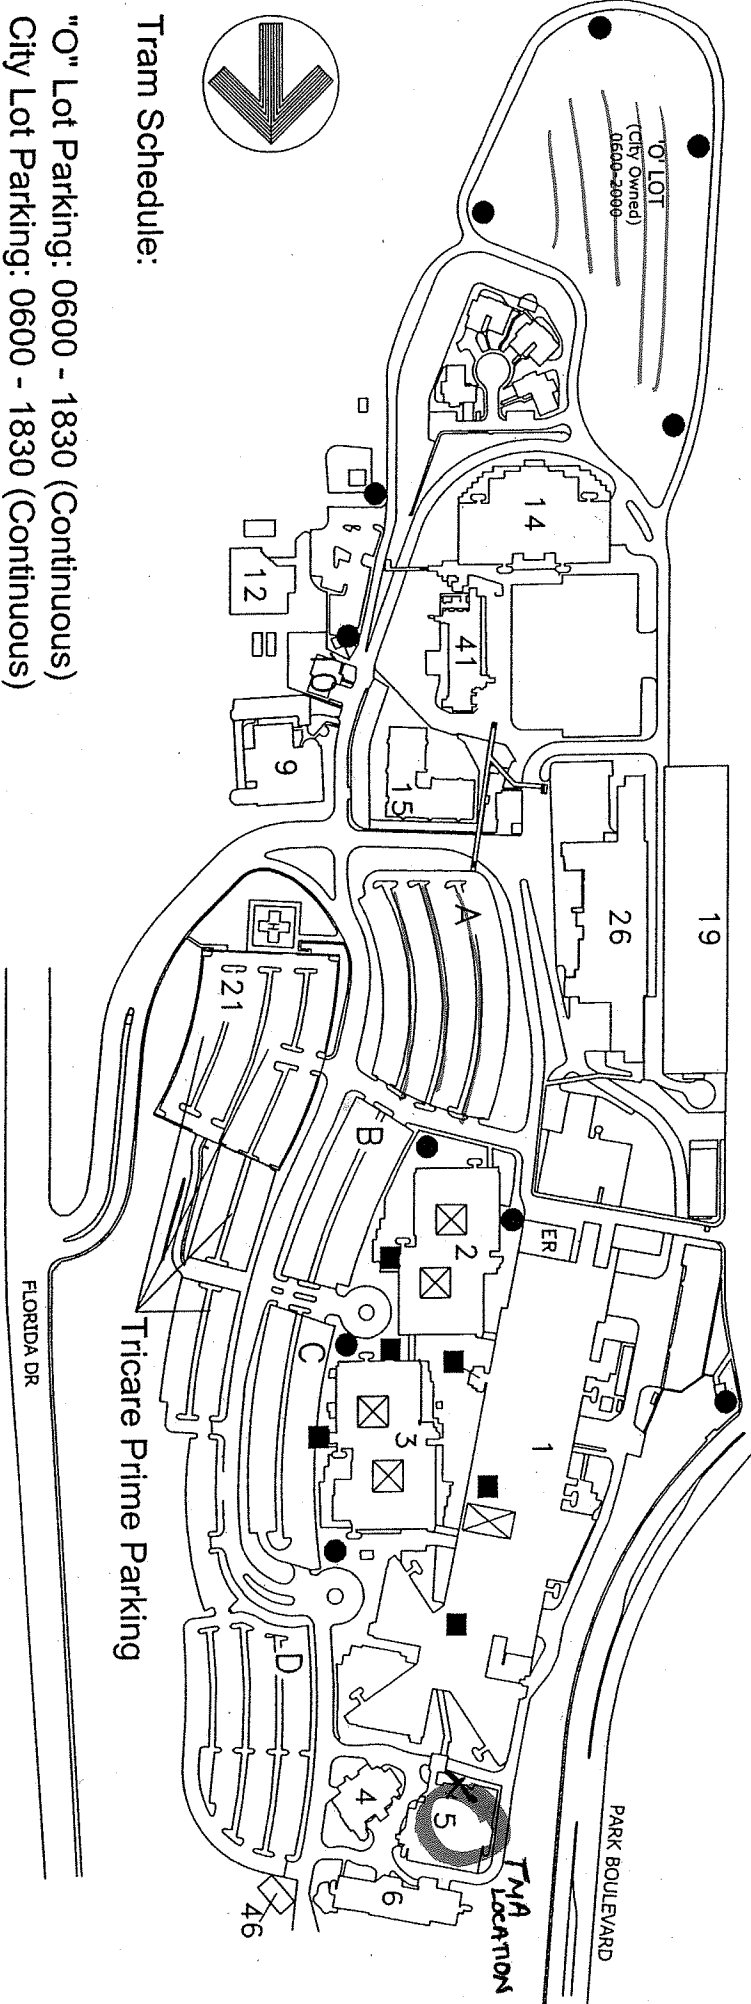 Tram Schedule:
"O" Lot Parking: 0600 - 1830 (Continuous)
City Lot Parking: 0600 - 1830 (Continuous)
'O' LOT
(City Owned)
0600-2000
14
12
41
9
15
19
26
A
H
21
B
ER
2
C
3
1
Tricare Prime Parking
FLORIDA DR
D
4
5
6
46
TMA
LOCATION
PARK BOULEVARD